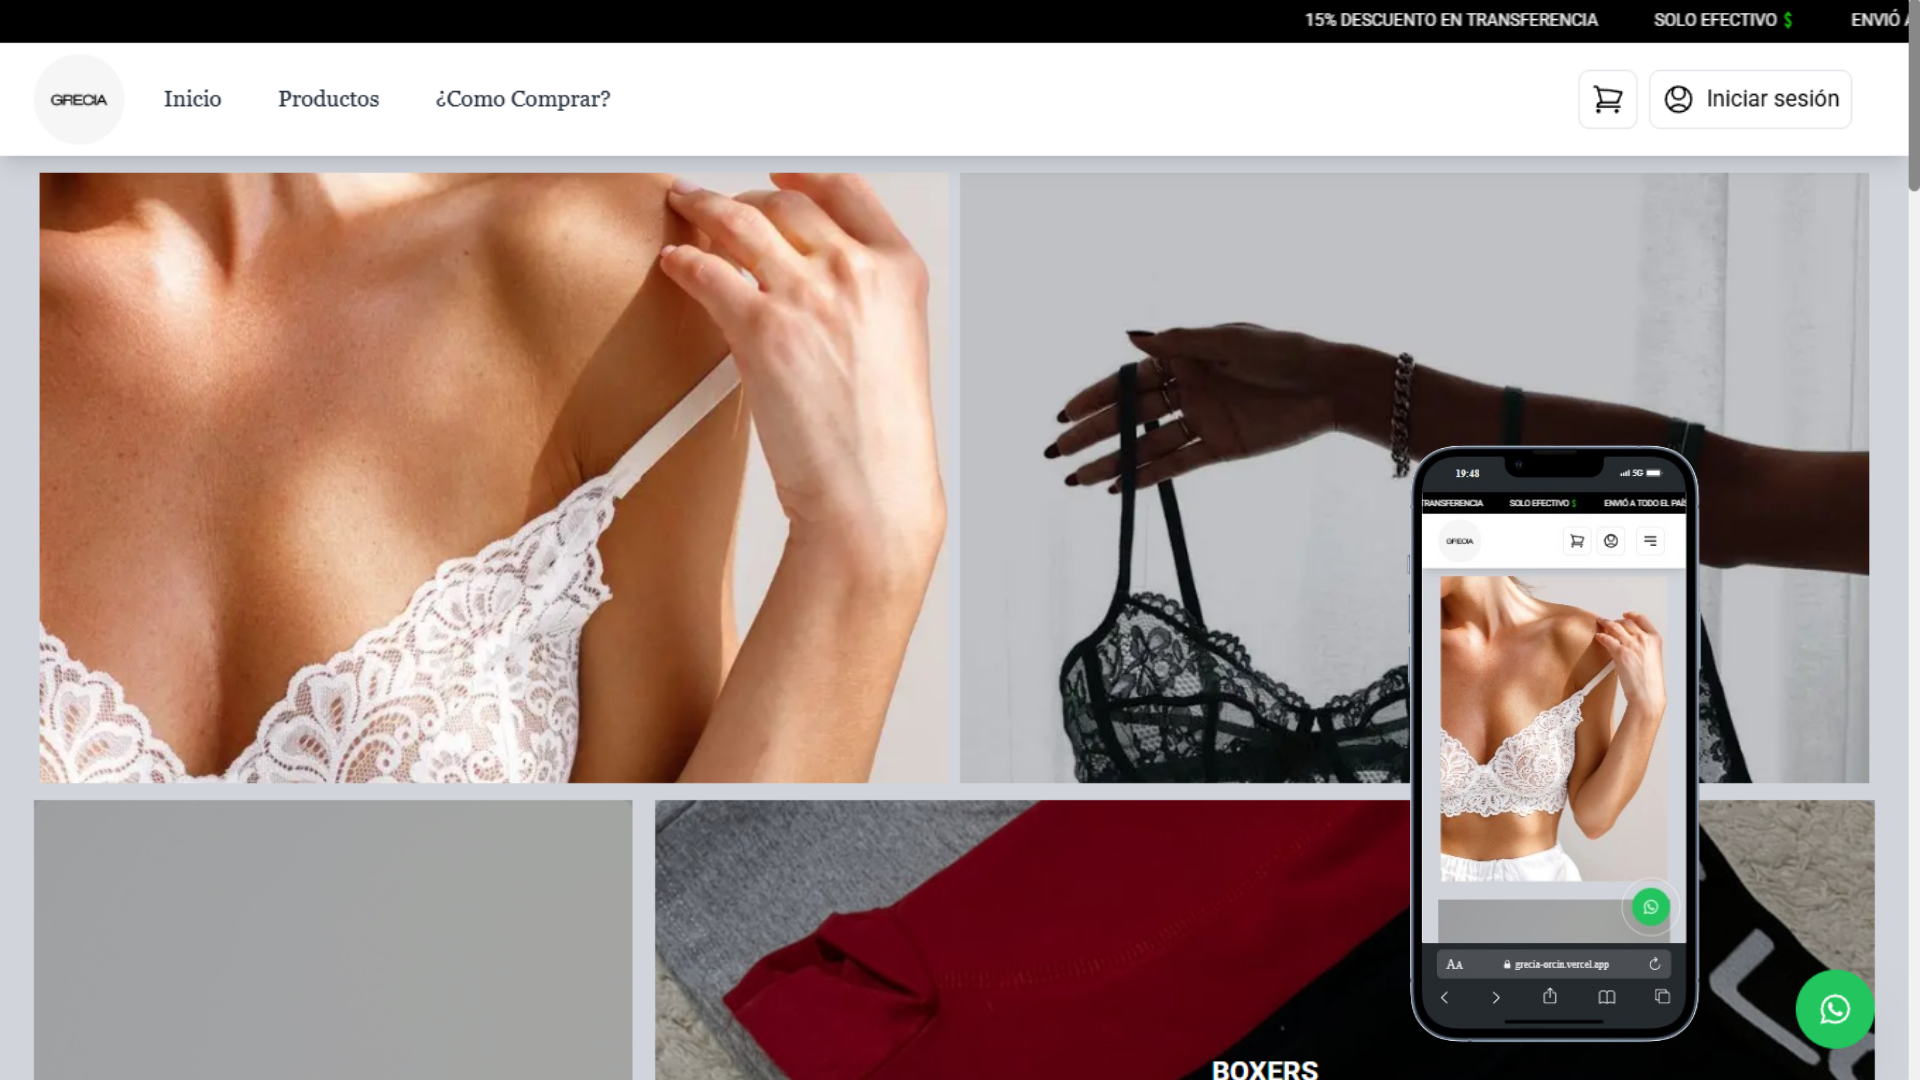 15% DESCUENTO EN TRANSFERENCIA SOLO EFECTIVO $ ENVIÓ
GRECIA Inicio Productos ¿Como Comprar? Iniciar sesión
19:48 5G
TRANSFERENCIA SOLO EFECTIVO $ ENVIÓ A TODO EL PAÍS
GRECIA
AA grecia-orcin.vercel.app
BOXERS